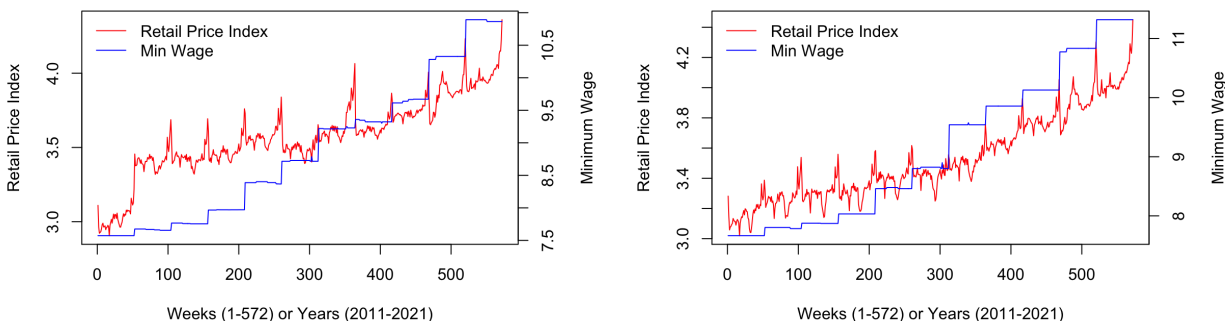 Retail Price Index
Min Wage
Retail Price Index
3.0
3.5
4.0
7.5
8.5
9.5
10.5
Minimum Wage
0
100
200
300
400
500
Weeks (1-572) or Years (2011-2021)
Retail Price Index
Min Wage
Retail Price Index
3.0
3.4
3.8
4.2
8
9
10
11
Minimum Wage
0
100
200
300
400
500
Weeks (1-572) or Years (2011-2021)